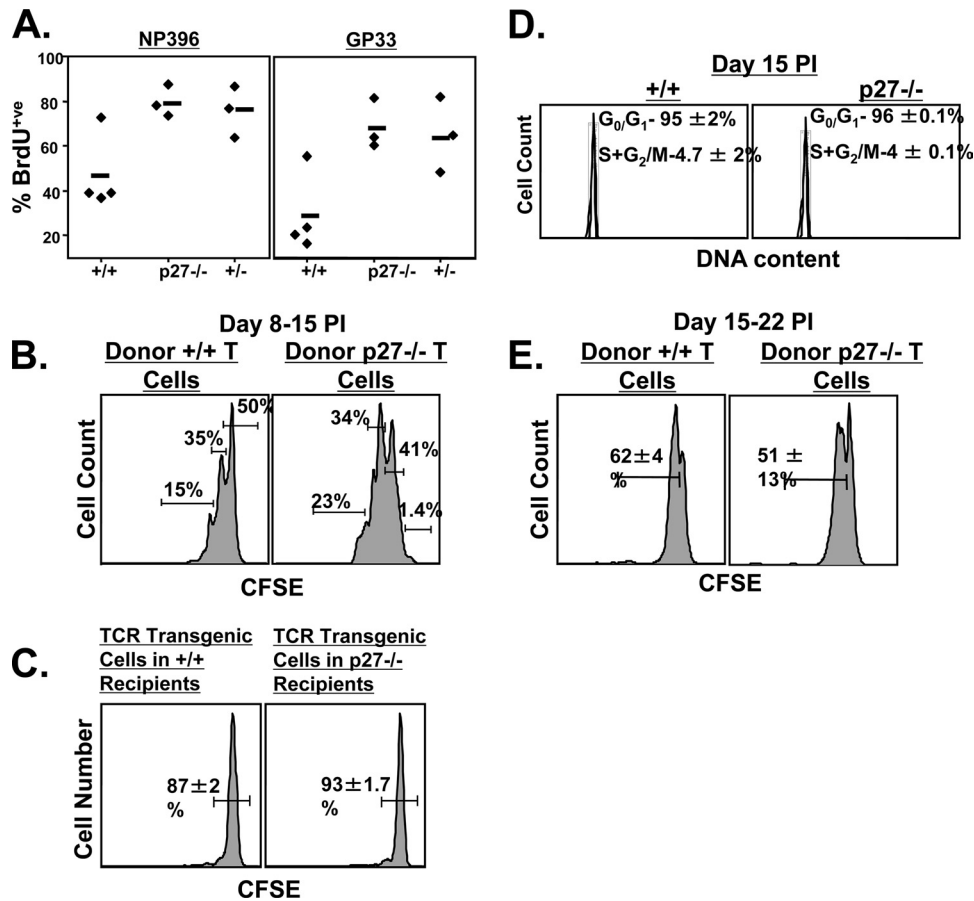 A.
NP396
GP33
% BrdU+ve
100
80
60
40
20
+/+
p27-/-
+/-
+/+
p27-/-
+/-
Day 8-15 PI
B.
Donor +/+ T
Cells
Donor p27-/- T
Cells
Cell Count
50%
35%
15%
34%
41%
23%
1.4%
CFSE
C.
TCR Transgenic
Cells in +/+
Recipients
TCR Transgenic
Cells in p27-/-
Recipients
Cell Number
87±2
%
93±1.7
%
CFSE
D.
Day 15 PI
+/+
p27-/-
Cell Count
G0/G1- 95 ±2%
S+G2/M-4.7 ± 2%
G0/G1- 96 ±0.1%
S+G2/M-4 ± 0.1%
DNA content
Day 15-22 PI
E.
Donor +/+ T
Cells
Donor p27-/- T
Cells
Cell Count
62±4
%
51 ±
13%
CFSE